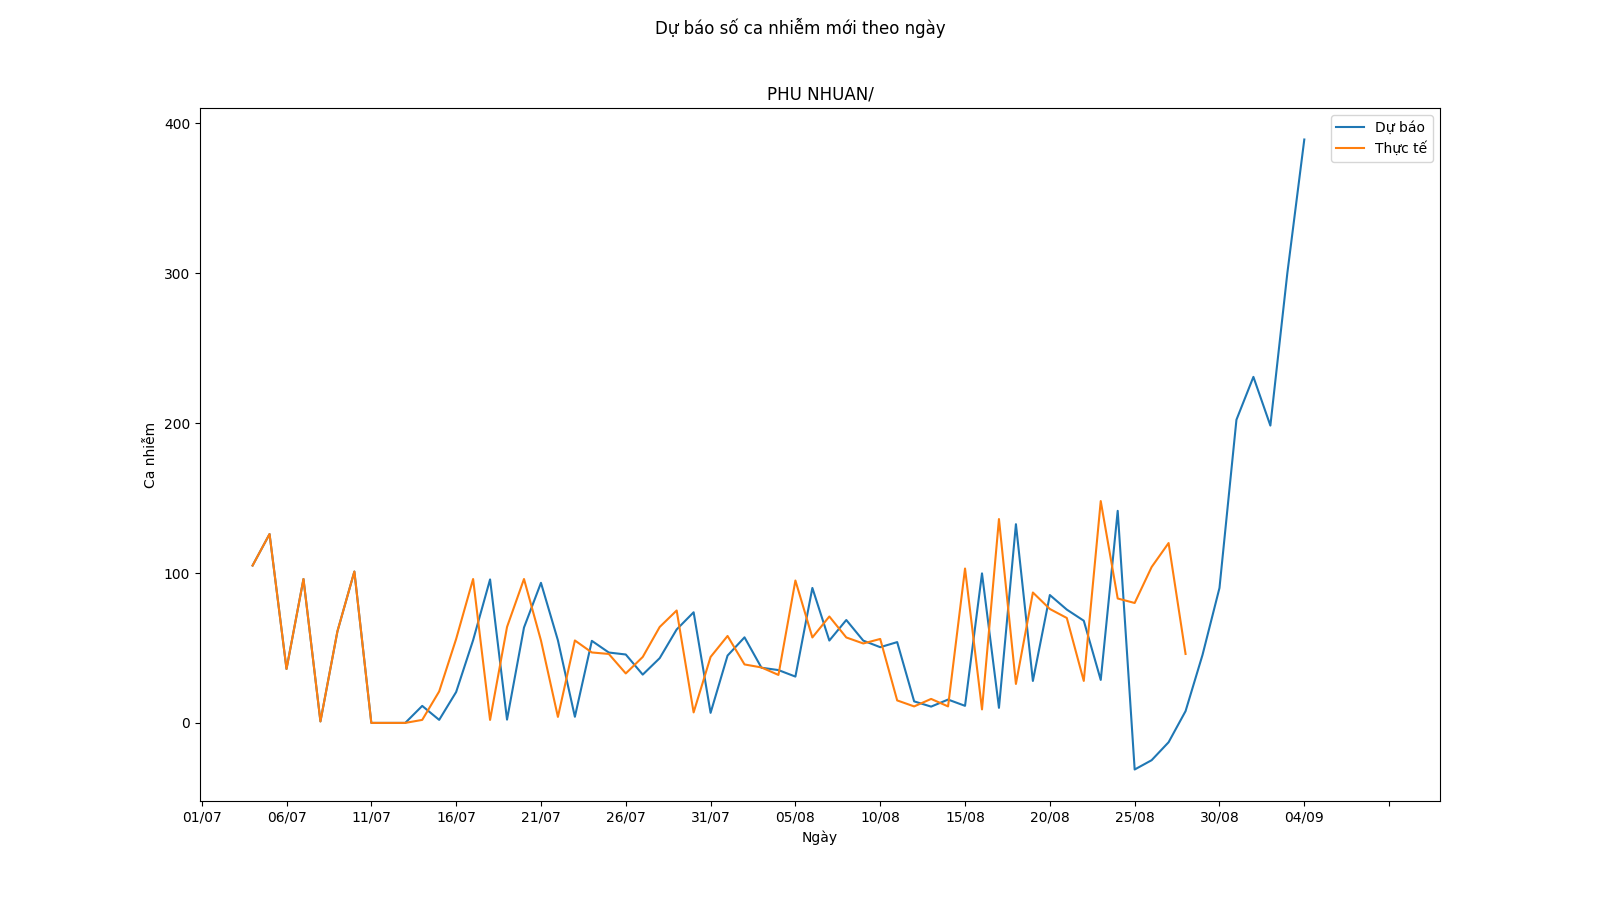 Dự báo số ca nhiễm mới theo ngày
PHU NHUAN/
Dự báo
Thực tế
400
300
200
100
0
Ca nhiễm
01/07 06/07 11/07 16/07 21/07 26/07 31/07 05/08 10/08 15/08 20/08 25/08 30/08 04/09
Ngày